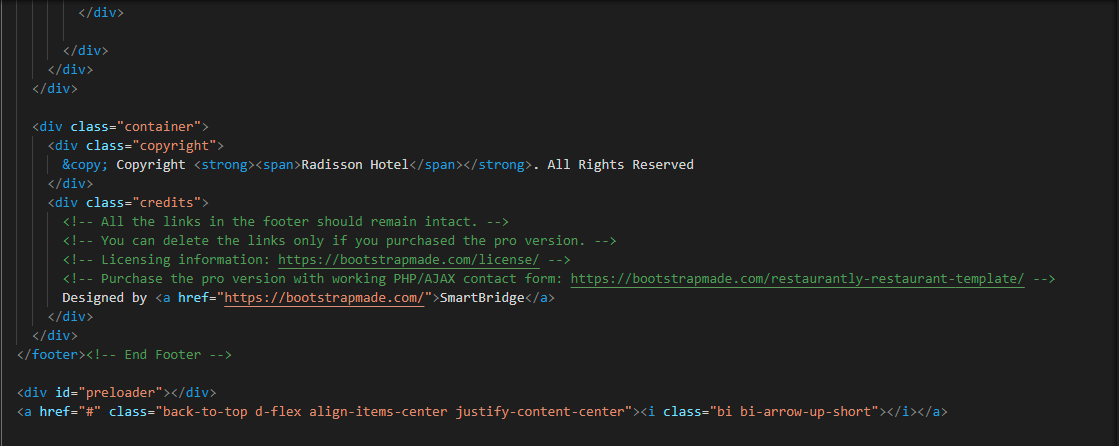 </div>
</div>
</div>
</div>
<div class="container">
<div class="copyright">
&copy; Copyright <strong><span>Radisson Hotel</span></strong>. All Rights Reserved
</div>
<div class="credits">
<!-- All the links in the footer should remain intact. -->
<!-- You can delete the links only if you purchased the pro version. -->
<!-- Licensing information: https://bootstrapmade.com/license/ -->
<!-- Purchase the pro version with working PHP/AJAX contact form: https://bootstrapmade.com/restaurantly-restaurant-template/ -->
Designed by <a href="https://bootstrapmade.com/">SmartBridge</a>
</div>
</div>
</footer><!-- End Footer -->
<div id="preloader"></div>
<a href="#" class="back-to-top d-flex align-items-center justify-content-center"><i class="bi bi-arrow-up-short"></i></a>